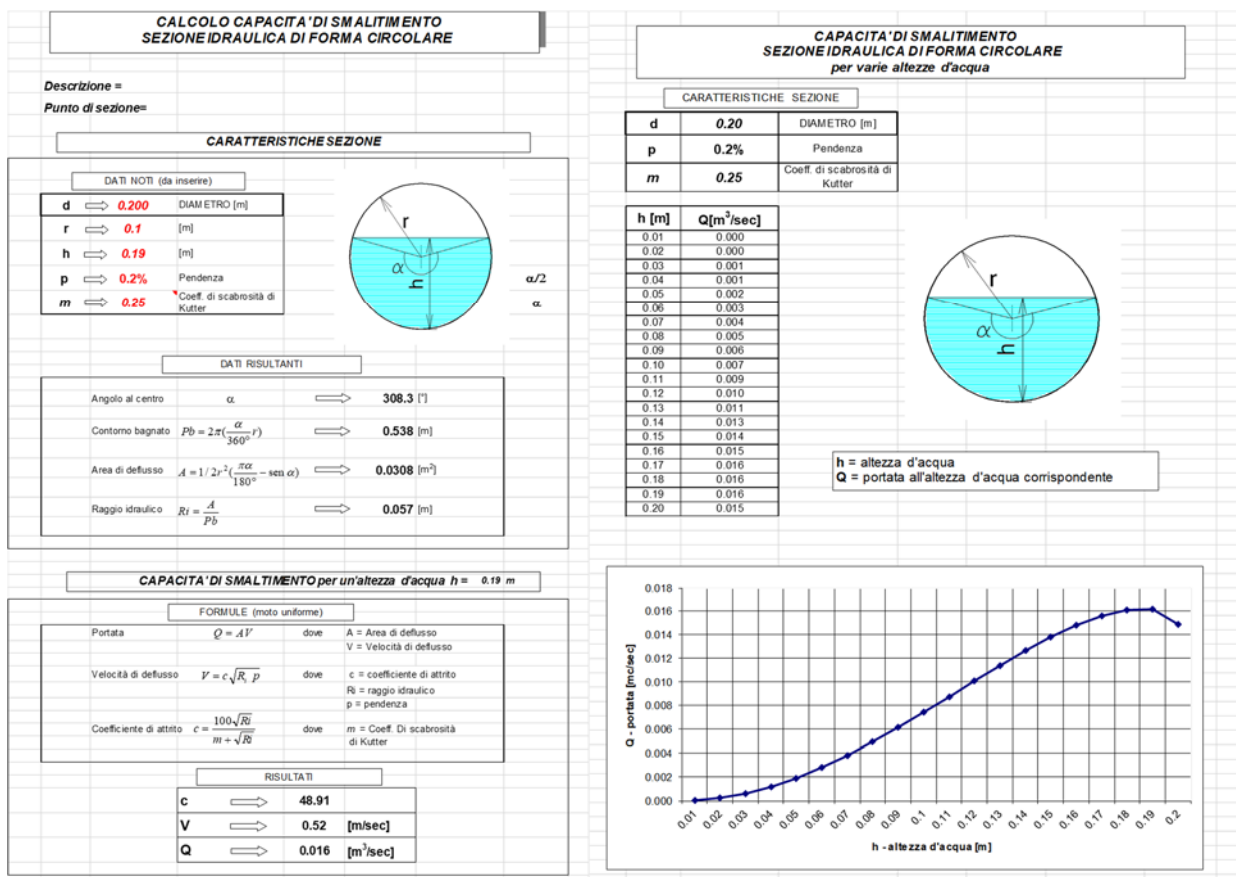 CALCOLO CAPACITA' DI SMALITIMENTO
SEZIONE IDRAULICA DI FORMA CIRCOLARE
Descrizione =
Punto di sezione=
CARATTERISTICHE SEZIONE
DATI NOTI (da inserire)
d 0.200 DIAMETRO [m]
r 0.1 [m]
h 0.19 [m]
p 0.2% Pendenza
m 0.25 Coeff. di scabrosità di
Kutter
r
α
h
α/2
α
DATI RISULTANTI
Angolo al centro α 308.3 [°]
Contorno bagnato Pb = 2π(α/360° r) 0.538 [m]
Area di deflusso A = 1/2r²(πα/180° − sen α) 0.0308 [m²]
Raggio idraulico Ri = A/Pb 0.057 [m]
CAPACITA' DI SMALTIMENTO per un'altezza d'acqua h = 0.19 m
FORMULE (moto uniforme)
Portata Q = AV dove A = Area di deflusso
V = Velocità di deflusso
Velocità di deflusso V = c√R, p dove c = coefficiente di attrito
Ri = raggio idraulico
p = pendenza
Coefficiente di attrito c = 100√Ri/m + √Ri dove m = Coeff. Di scabrosità
di Kutter
RISULTATI
c 48.91
V 0.52 [m/sec]
Q 0.016 [m³/sec]
CAPACITA' DI SMALITIMENTO
SEZIONE IDRAULICA DI FORMA CIRCOLARE
per varie altezze d'acqua
CARATTERISTICHE SEZIONE
d 0.20 DIAMETRO [m]
p 0.2% Pendenza
m 0.25 Coeff. di scabrosità di
Kutter
h [m] Q[m³/sec]
0.01 0.000
0.02 0.000
0.03 0.001
0.04 0.001
0.05 0.002
0.06 0.003
0.07 0.004
0.08 0.005
0.09 0.006
0.10 0.007
0.11 0.009
0.12 0.010
0.13 0.011
0.14 0.013
0.15 0.014
0.16 0.015
0.17 0.016
0.18 0.016
0.19 0.016
0.20 0.015
r
α
h
h = altezza d'acqua
Q = portata all'altezza d'acqua corrispondente
Q - portata [mc/sec]
0.018
0.016
0.014
0.012
0.010
0.008
0.006
0.004
0.002
0.000
0.01 0.02 0.03 0.04 0.05 0.06 0.07 0.08 0.09 0.1 0.11 0.12 0.13 0.14 0.15 0.16 0.17 0.18 0.19 0.2
h - altezza d'acqua [m]